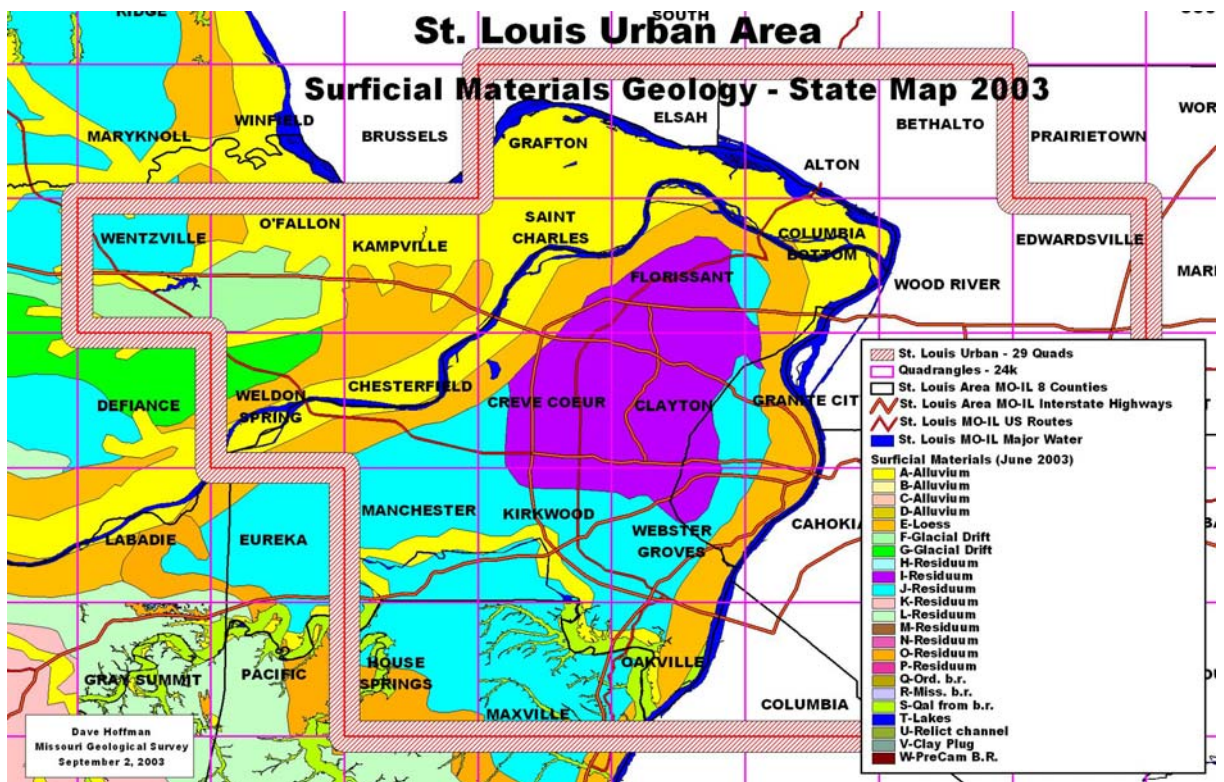 RIDGE
SOUTH
St. Louis Urban Area
Surficial Materials Geology - State Map 2003
WINFIELD
MARYKNOLL
BRUSSELS
GRAFTON
ELSAH
BETHALTO
PRAIRIETOWN
WOR
ALTON
WENTZVILLE
O'FALLON
KAMPVILLE
SAINT
CHARLES
COLUMBIA
BOTTOM
EDWARDSVILLE
FLORISSANT
WOOD RIVER
MARI
DEFIANCE
WELDON
SPRING
CHESTERFIELD
CREVE COEUR
CLAYTON
GRANITE CIT
LABADIE
EUREKA
MANCHESTER
KIRKWOOD
WEBSTER
GROVES
CAHOKIA
GRAY SUMMIT
PACIFIC
HOUSE
SPRINGS
MAXVILLE
OAKVILLE
COLUMBIA
St. Louis Urban - 29 Quads
Quadrangles - 24k
St. Louis Area MO-IL 8 Counties
St. Louis Area MO-IL Interstate Highways
St. Louis MO-IL US Routes
St. Louis MO-IL Major Water
Surficial Materials (June 2003)
A-Alluvium
B-Alluvium
C-Alluvium
D-Alluvium
E-Loess
F-Glacial Drift
G-Glacial Drift
H-Residuum
I-Residuum
J-Residuum
K-Residuum
L-Residuum
M-Residuum
N-Residuum
O-Residuum
P-Residuum
Q-Ord. b.r.
R-Miss. b.r.
S-Qal from b.r.
T-Lakes
U-Relict channel
V-Clay Plug
W-PreCam B.R.
Dave Hoffman
Missouri Geological Survey
September 2, 2003